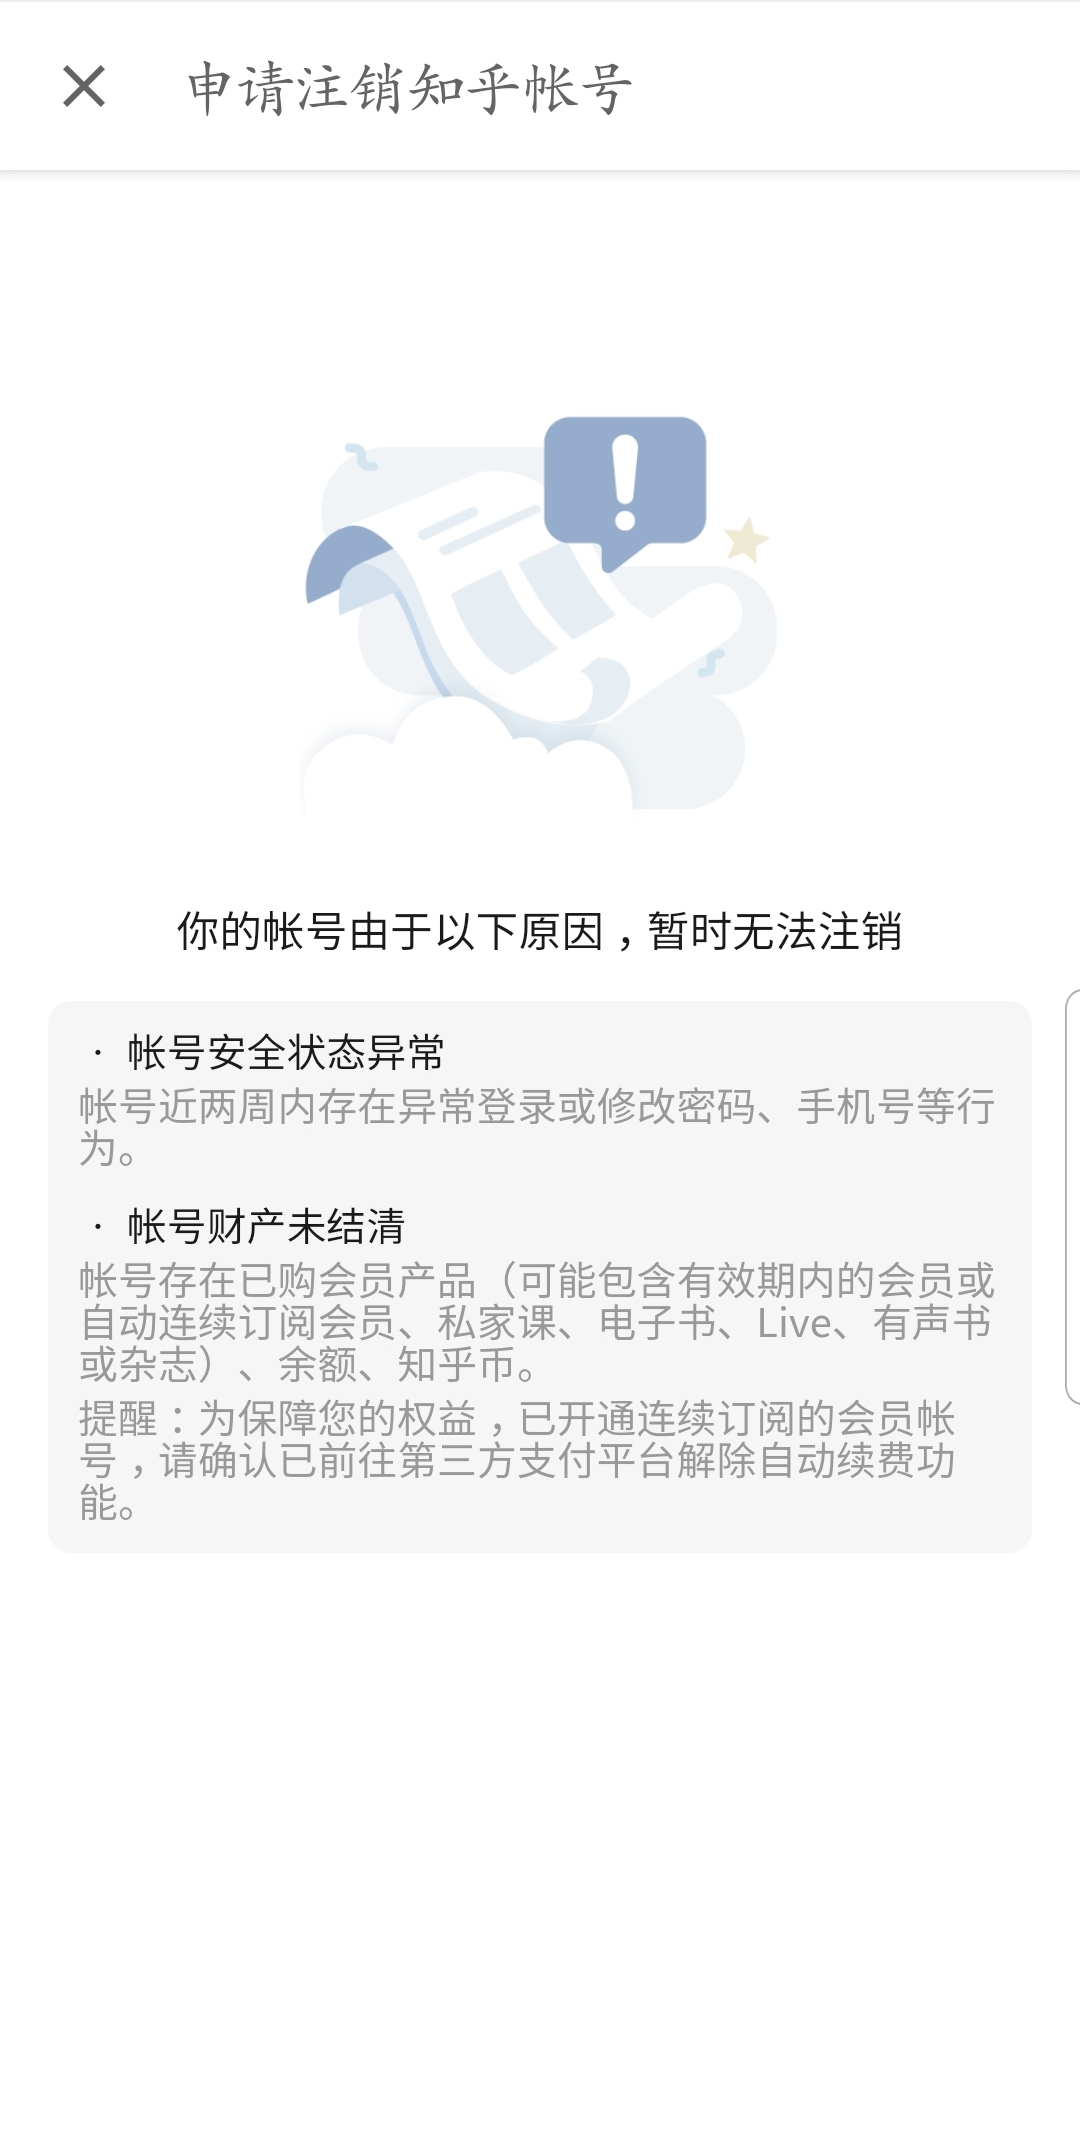 申请注销知乎帐号
你的帐号由于以下原因，暂时无法注销
· 帐号安全状态异常
帐号近两周内存在异常登录或修改密码、手机号等行
为。
· 帐号财产未结清
帐号存在已购会员产品（可能包含有效期内的会员或
自动连续订阅会员、私家课、电子书、Live、有声书
或杂志）、余额、知乎币。
提醒：为保障您的权益，已开通连续订阅的会员帐
号，请确认已前往第三方支付平台解除自动续费功
能。